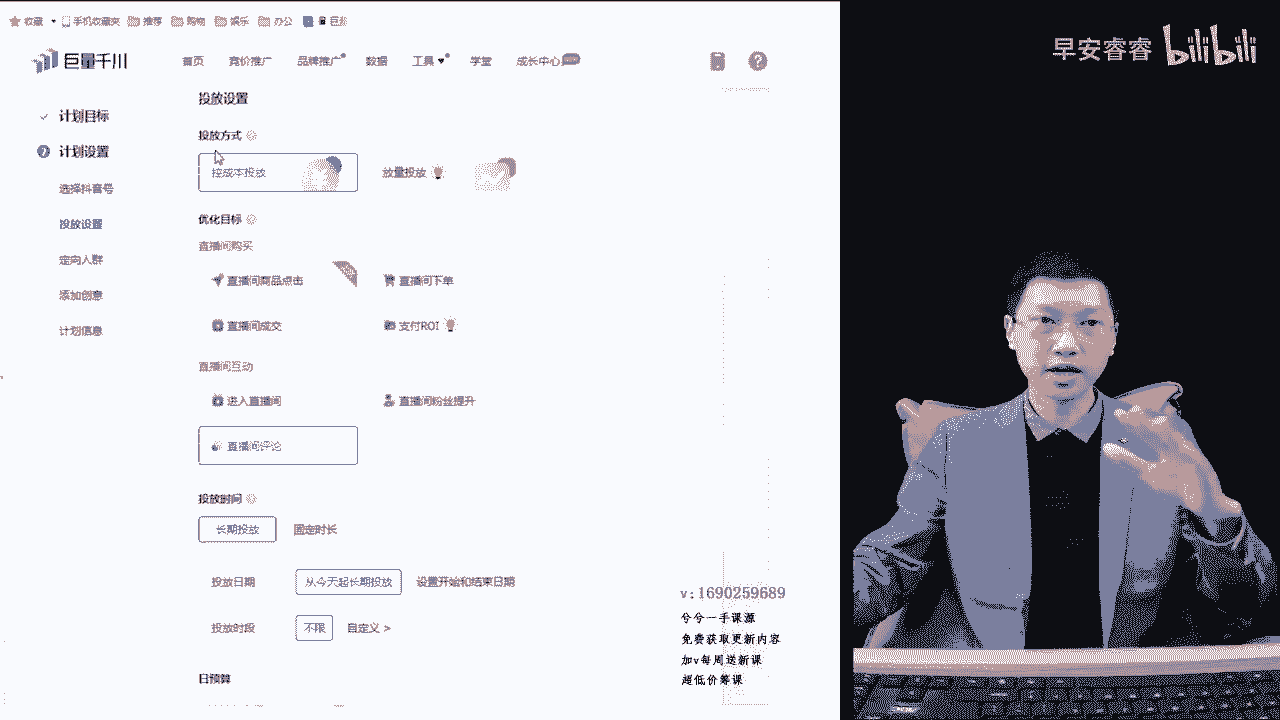 收藏 手机收藏夹 推荐 购物 娱乐 办公 巨量
巨量千川 首页 竞价推广 品牌推广 数据 工具 学堂 成长中心
早安睿睿 bilibili
计划目标
计划设置
选择抖音号
投放设置
定向人群
添加创意
计划信息
投放设置
投放方式
控成本投放 放量投放
优化目标
直播间购买
直播间商品点击 直播间下单
直播间成交 支付ROI
直播间互动
进入直播间 直播间粉丝提升
直播间评论
投放时间
长期投放 固定时长
投放日期 从今天起长期投放 设置开始和结束日期
投放时段 不限 自定义 >
日预算
v:1690259689
兮兮一手课源
免费获取更新内容
加v每周送新课
超低价筹课